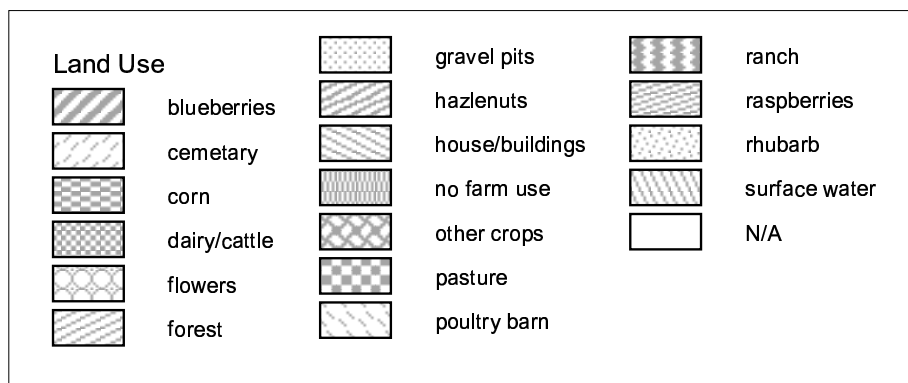 Land Use
blueberries
cemetary
corn
dairy/cattle
flowers
forest
gravel pits
hazlenuts
house/buildings
no farm use
other crops
pasture
poultry barn
ranch
raspberries
rhubarb
surface water
N/A